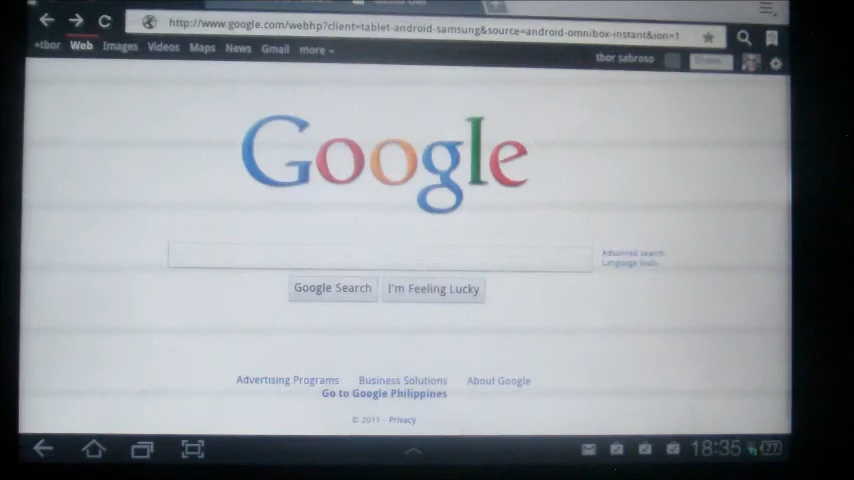 http://www.google.com/webhp?client=tablet-android-samsung&source=android-omnibox-instant&ion=1
+tbor Web Images Videos Maps News Gmail more
tbor sabroso
Google
Advanced search
Language tools
Google Search I'm Feeling Lucky
Advertising Programs Business Solutions About Google
Go to Google Philippines
© 2011 - Privacy
18:35 77